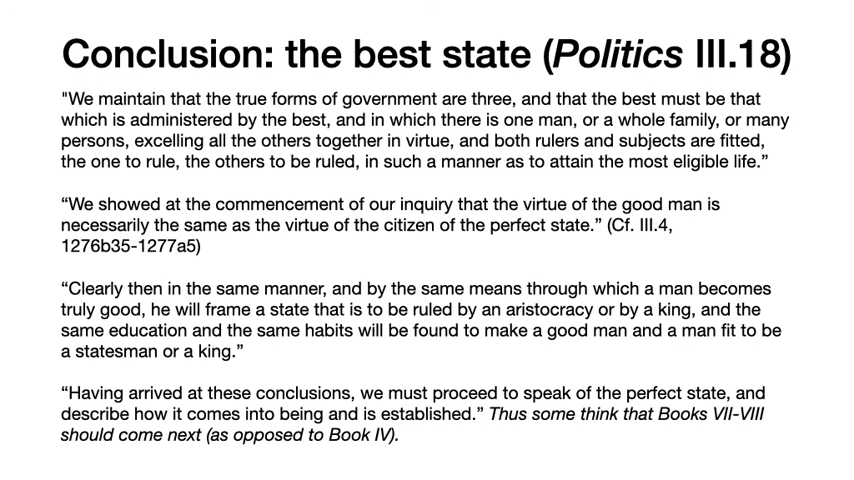 Conclusion: the best state (Politics III.18)
"We maintain that the true forms of government are three, and that the best must be that
which is administered by the best, and in which there is one man, or a whole family, or many
persons, excelling all the others together in virtue, and both rulers and subjects are fitted,
the one to rule, the others to be ruled, in such a manner as to attain the most eligible life.”
“We showed at the commencement of our inquiry that the virtue of the good man is
necessarily the same as the virtue of the citizen of the perfect state.” (Cf. III.4,
1276b35-1277a5)
“Clearly then in the same manner, and by the same means through which a man becomes
truly good, he will frame a state that is to be ruled by an aristocracy or by a king, and the
same education and the same habits will be found to make a good man and a man fit to be
a statesman or a king.”
“Having arrived at these conclusions, we must proceed to speak of the perfect state, and
describe how it comes into being and is established.” Thus some think that Books VII-VIII
should come next (as opposed to Book IV).